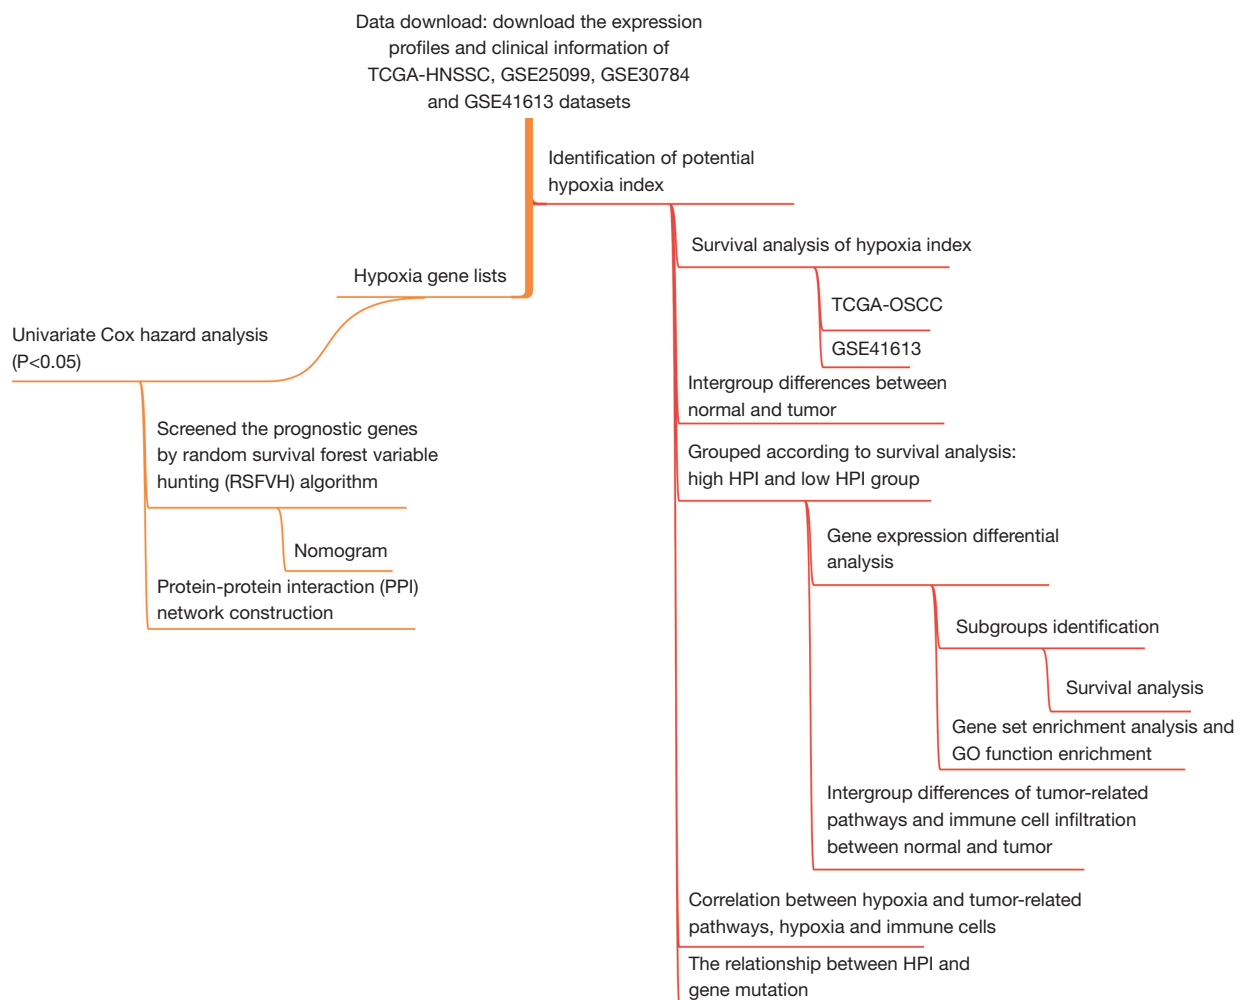 Data download: download the expression
profiles and clinical information of
TCGA-HNSSC, GSE25099, GSE30784
and GSE41613 datasets
Identification of potential
hypoxia index
Survival analysis of hypoxia index
TCGA-OSCC
GSE41613
Intergroup differences between
normal and tumor
Grouped according to survival analysis:
high HPI and low HPI group
Gene expression differential
analysis
Subgroups identification
Survival analysis
Gene set enrichment analysis and
GO function enrichment
Intergroup differences of tumor-related
pathways and immune cell infiltration
between normal and tumor
Correlation between hypoxia and tumor-related
pathways, hypoxia and immune cells
The relationship between HPI and
gene mutation
Hypoxia gene lists
Univariate Cox hazard analysis
(P<0.05)
Screened the prognostic genes
by random survival forest variable
hunting (RSFVH) algorithm
Nomogram
Protein-protein interaction (PPI)
network construction